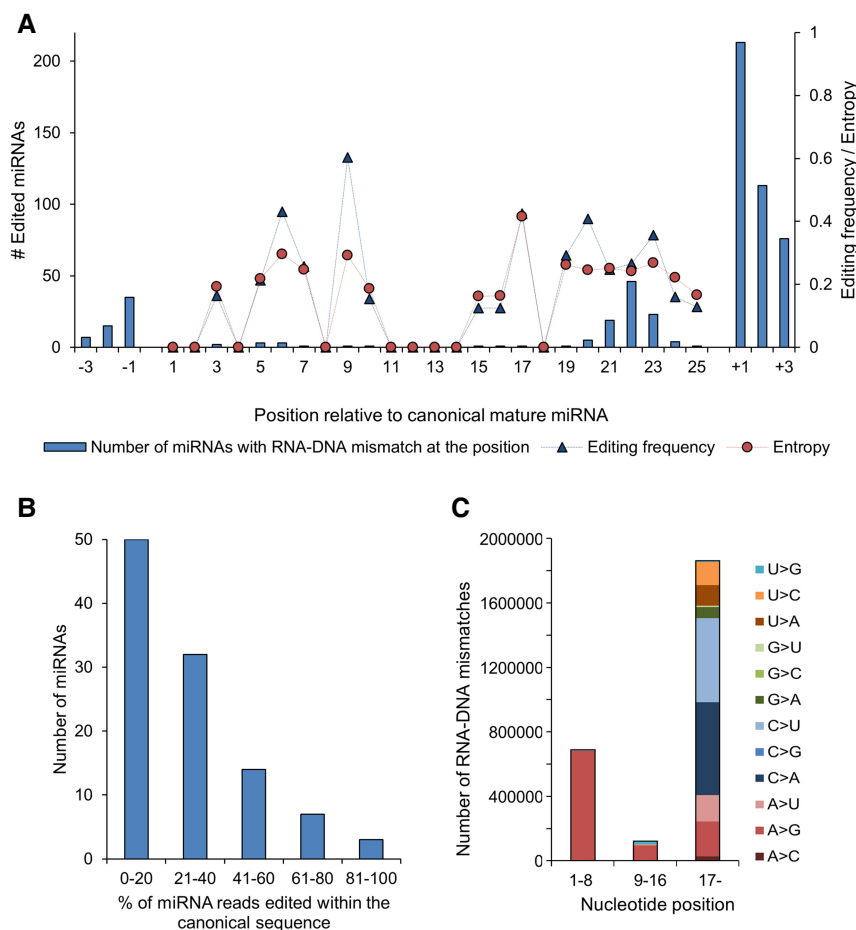 A
# Edited miRNAs
200
150
100
50
0
1
0.8
0.6
0.4
0.2
0
Editing frequency / Entropy
-3 -1 1 3 5 7 9 11 13 15 17 19 21 23 25 +1 +3
Position relative to canonical mature miRNA
Number of miRNAs with RNA-DNA mismatch at the position Editing frequency Entropy
B
Number of miRNAs
50
40
30
20
10
0
0-20 21-40 41-60 61-80 81-100
% of miRNA reads edited within the
canonical sequence
C
Number of RNA-DNA mismatches
2000000
1600000
1200000
800000
400000
0
1-8 9-16 17-
Nucleotide position
U>G
U>C
U>A
G>U
G>C
G>A
C>U
C>G
C>A
A>U
A>G
A>C